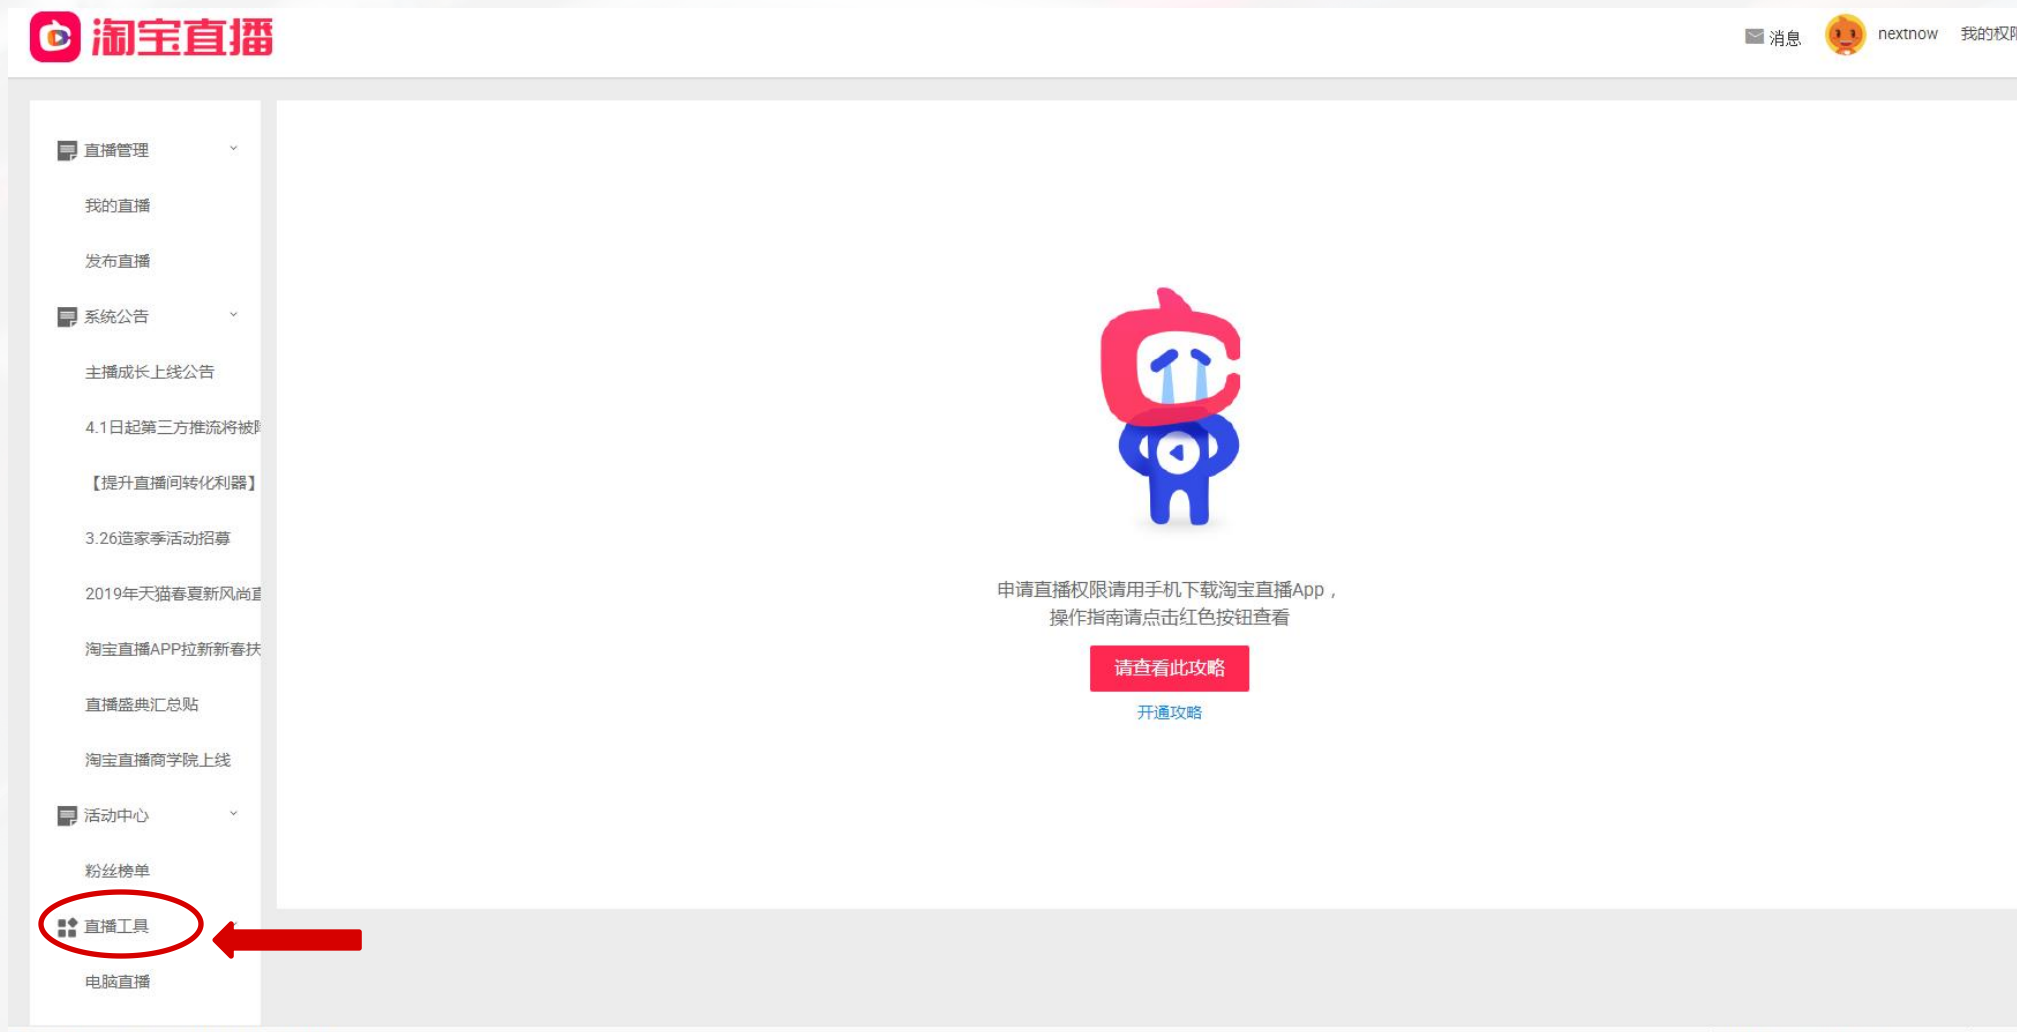 淘宝直播
消息
nextnow
我的权限
直播管理
我的直播
发布直播
系统公告
主播成长上线公告
4.1日起第三方推流将被
【提升直播间转化利器】
3.26造家季活动招募
2019年天猫春夏新风尚直
淘宝直播APP拉新新春扶
直播盛典汇总贴
淘宝直播商学院上线
活动中心
粉丝榜单
直播工具
电脑直播
申请直播权限请用手机下载淘宝直播App，
操作指南请点击红色按钮查看
请查看此攻略
开通攻略